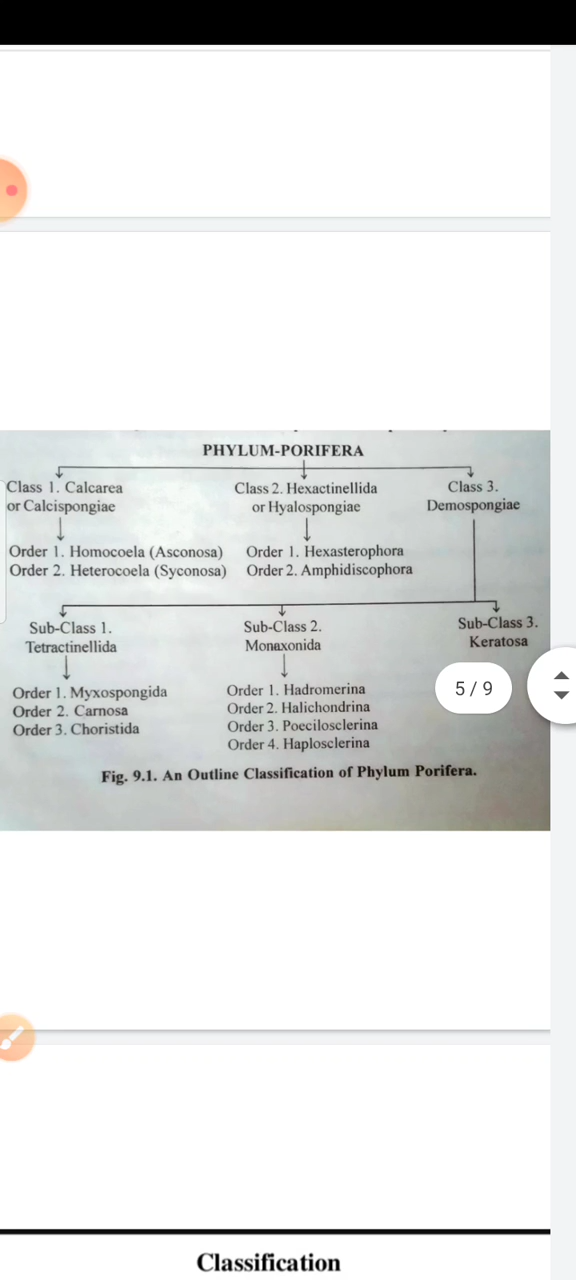 PHYLUM-PORIFERA
Class 1. Calcarea
or Calcispongiae
Class 2. Hexactinellida
or Hyalospongiae
Class 3.
Demospongiae
Order 1. Homocoela (Asconosa)
Order 2. Heterocoela (Syconosa)
Order 1. Hexasterophora
Order 2. Amphidiscophora
Sub-Class 1.
Tetractinellida
Sub-Class 2.
Monaxonida
Sub-Class 3.
Keratosa
Order 1. Myxospongida
Order 2. Carnosa
Order 3. Choristida
Order 1. Hadromerina
Order 2. Halichondrina
Order 3. Poecilosclerina
Order 4. Haplosclerina
5 / 9
Fig. 9.1. An Outline Classification of Phylum Porifera.
Classification